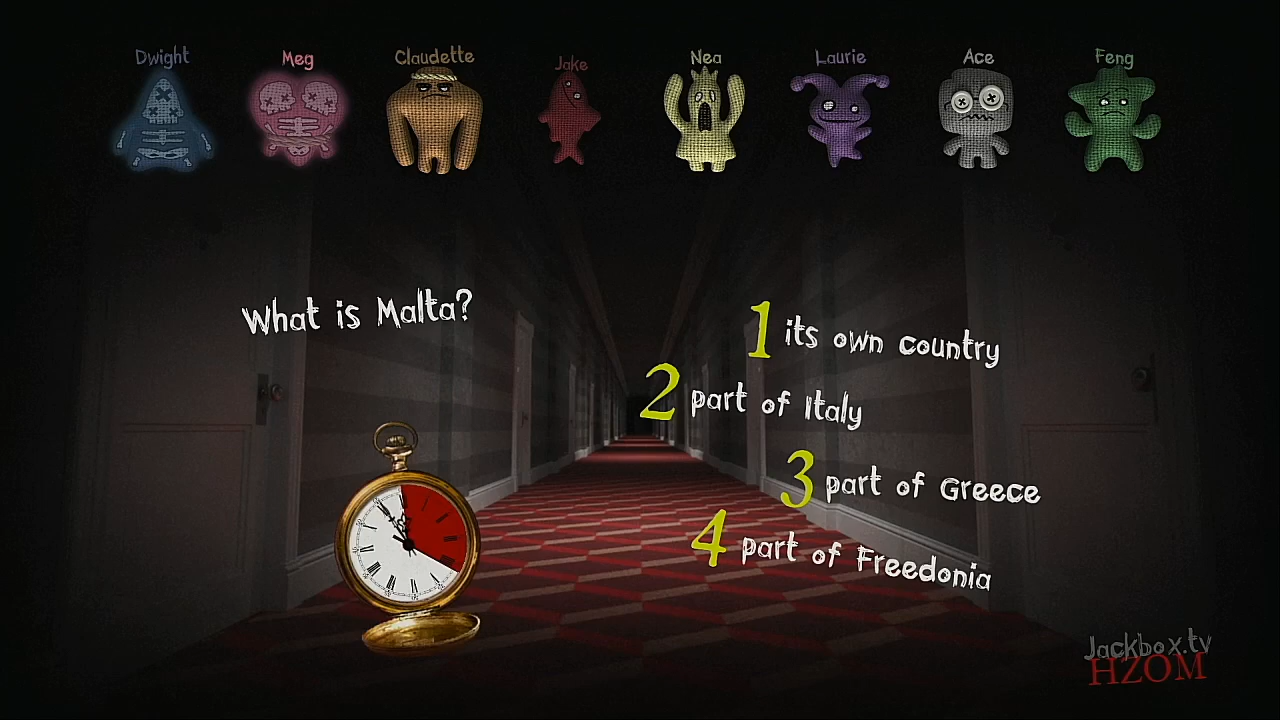 Dwight
Meg
Claudette
Jake
Nea
Laurie
Ace
Feng
What is Malta?
1 its own country
2 part of Italy
3 part of Greece
4 part of Freedonia
Jackbox.tv
HZOM